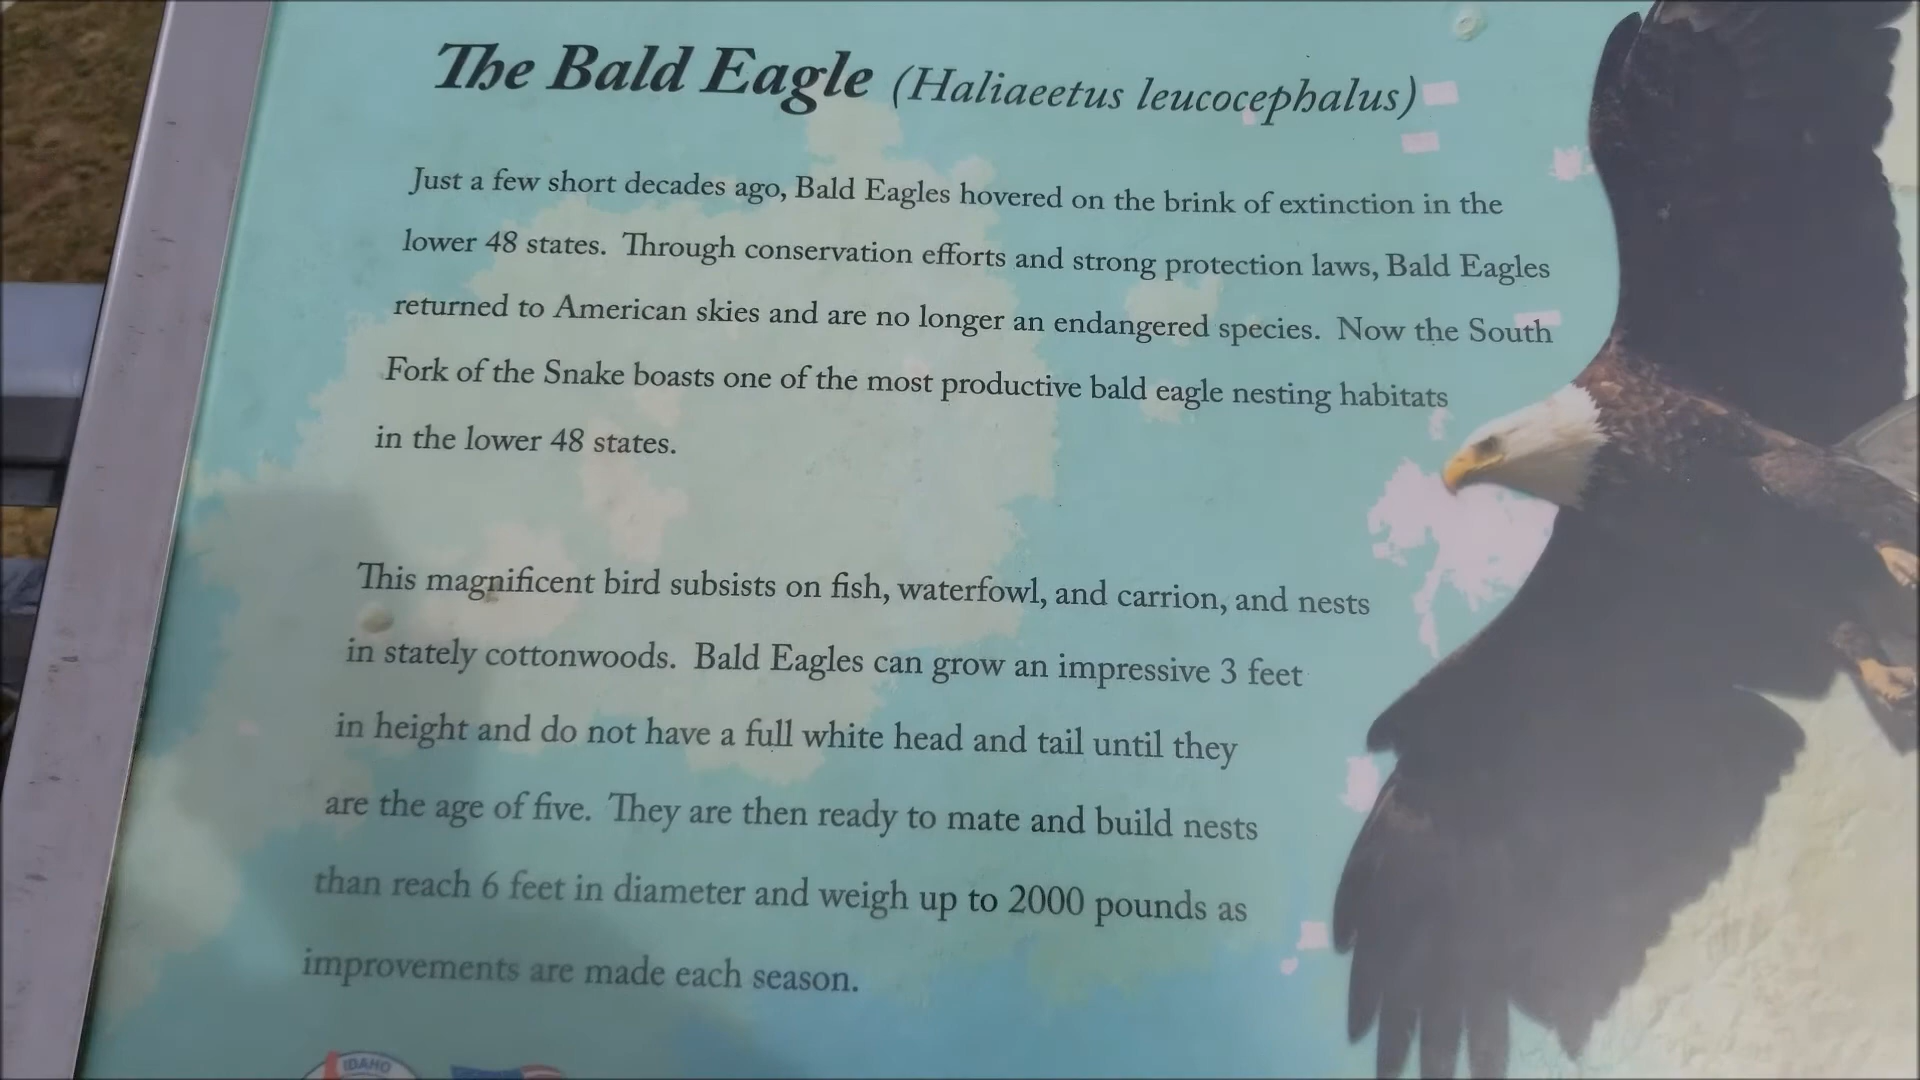 The Bald Eagle (Haliaeetus leucocephalus)
Just a few short decades ago, Bald Eagles hovered on the brink of extinction in the
lower 48 states. Through conservation efforts and strong protection laws, Bald Eagles
returned to American skies and are no longer an endangered species. Now the South
Fork of the Snake boasts one of the most productive bald eagle nesting habitats
in the lower 48 states.
This magnificent bird subsists on fish, waterfowl, and carrion, and nests
in stately cottonwoods. Bald Eagles can grow an impressive 3 feet
in height and do not have a full white head and tail until they
are the age of five. They are then ready to mate and build nests
than reach 6 feet in diameter and weigh up to 2000 pounds as
improvements are made each season.
IDAHO